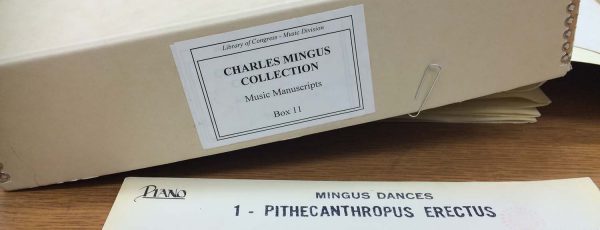 Library of Congress - Music Division
CHARLES MINGUS
COLLECTION
Music Manuscripts
Box 11
PIANO
MINGUS DANCES
1 - PITHECANTHROPUS ERECTUS